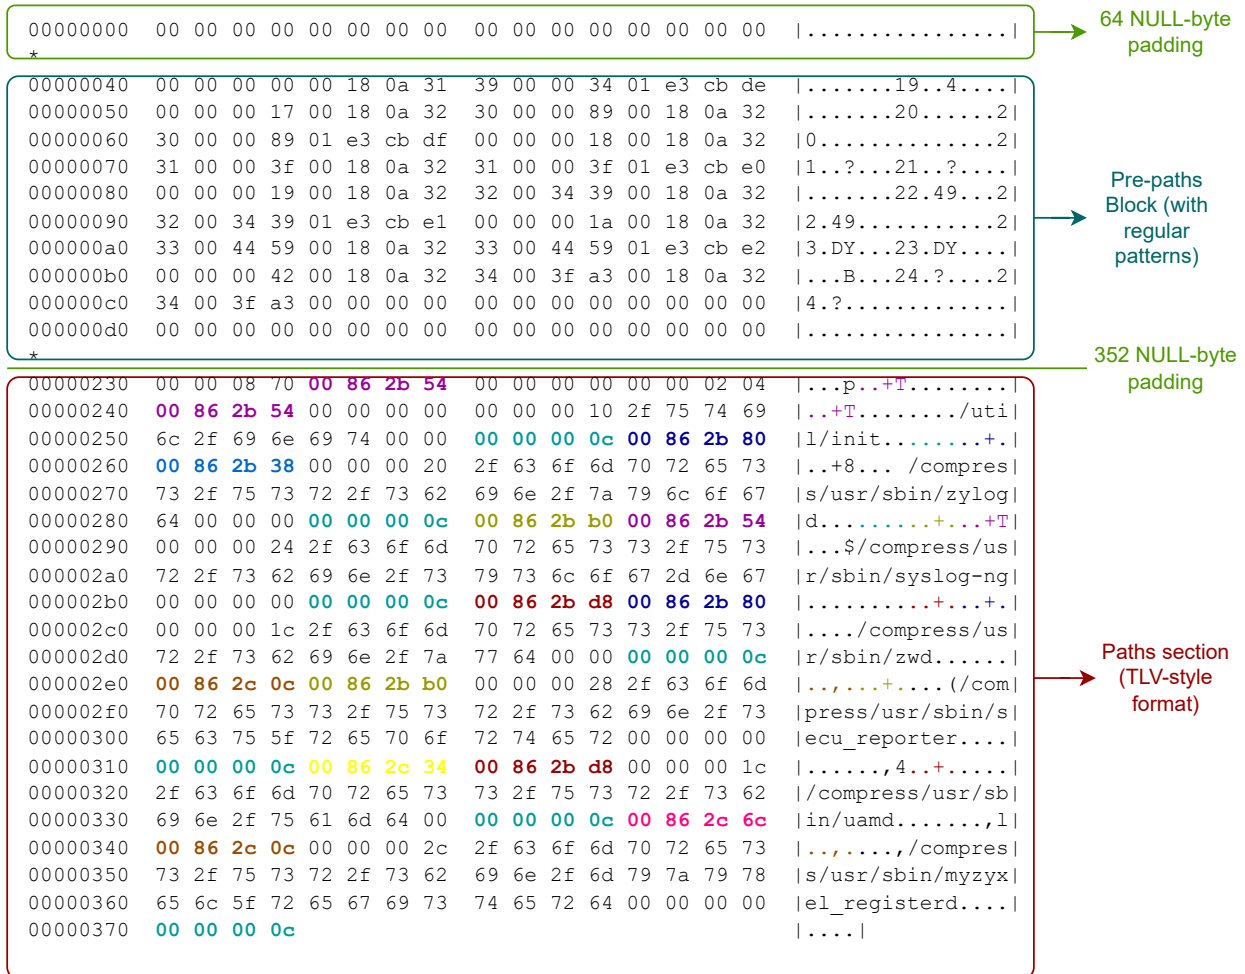 64 NULL-byte
padding
00000000 00 00 00 00 00 00 00 00 00 00 00 00 00 00 00 00 |................|
*
00000040 00 00 00 00 00 18 0a 31 39 00 00 34 01 e3 cb de |.......19..4....|
00000050 00 00 00 17 00 18 0a 32 30 00 00 89 00 18 0a 32 |.......20......2|
00000060 30 00 00 89 01 e3 cb df 00 00 00 18 00 18 0a 32 |0..............2|
00000070 31 00 00 3f 00 18 0a 32 31 00 00 3f 01 e3 cb e0 |1..?...21..?....|
00000080 00 00 00 19 00 18 0a 32 32 00 34 39 00 18 0a 32 |.......22.49...2|
00000090 32 00 34 39 01 e3 cb e1 00 00 00 1a 00 18 0a 32 |2.49...........2|
000000a0 33 00 44 59 00 18 0a 32 33 00 44 59 01 e3 cb e2 |3.DY...23.DY....|
000000b0 00 00 00 42 00 18 0a 32 34 00 3f a3 00 18 0a 32 |...B...24.?....2|
000000c0 34 00 3f a3 00 00 00 00 00 00 00 00 00 00 00 00 |4.?.............|
000000d0 00 00 00 00 00 00 00 00 00 00 00 00 00 00 00 00 |................|
*
Pre-paths
Block (with
regular
patterns)
352 NULL-byte
padding
00000230 00 00 08 70 00 86 2b 54 00 00 00 00 00 00 02 04 |...p..+T........|
00000240 00 86 2b 54 00 00 00 00 00 00 00 10 2f 75 74 69 |..+T......../uti|
00000250 6c 2f 69 6e 69 74 00 00 00 00 00 0c 00 86 2b 80 |l/init........+.|
00000260 00 86 2b 38 00 00 00 20 2f 63 6f 6d 70 72 65 73 |..+8... /compres|
00000270 73 2f 75 73 72 2f 73 62 69 6e 2f 7a 79 6c 6f 67 |s/usr/sbin/zylog|
00000280 64 00 00 00 00 00 00 0c 00 86 2b b0 00 86 2b 54 |d.........+...+T|
00000290 00 00 00 24 2f 63 6f 6d 70 72 65 73 73 2f 75 73 |...$/compress/us|
000002a0 72 2f 73 62 69 6e 2f 73 79 73 6c 6f 67 2d 6e 67 |r/sbin/syslog-ng|
000002b0 00 00 00 00 00 00 00 0c 00 86 2b d8 00 86 2b 80 |..........+...+.|
000002c0 00 00 00 1c 2f 63 6f 6d 70 72 65 73 73 2f 75 73 |..../compress/us|
000002d0 72 2f 73 62 69 6e 2f 7a 77 64 00 00 00 00 00 0c |r/sbin/zwd......|
000002e0 00 86 2c 0c 00 86 2b b0 00 00 00 28 2f 63 6f 6d |..,...+....(/com|
000002f0 70 72 65 73 73 2f 75 73 72 2f 73 62 69 6e 2f 73 |press/usr/sbin/s|
00000300 65 63 75 5f 72 65 70 6f 72 74 65 72 00 00 00 00 |ecu_reporter....|
00000310 00 00 00 0c 00 86 2c 34 00 86 2b d8 00 00 00 1c |......,4..+.....|
00000320 2f 63 6f 6d 70 72 65 73 73 2f 75 73 72 2f 73 62 |/compress/usr/sb|
00000330 69 6e 2f 75 61 6d 64 00 00 00 00 0c 00 86 2c 6c |in/uamd.......,l|
00000340 00 86 2c 0c 00 00 00 2c 2f 63 6f 6d 70 72 65 73 |..,....,/compres|
00000350 73 2f 75 73 72 2f 73 62 69 6e 2f 6d 79 7a 79 78 |s/usr/sbin/myzyx|
00000360 65 6c 5f 72 65 67 69 73 74 65 72 64 00 00 00 00 |el_registerd....|
00000370 00 00 00 0c |....|
Paths section
(TLV-style
format)